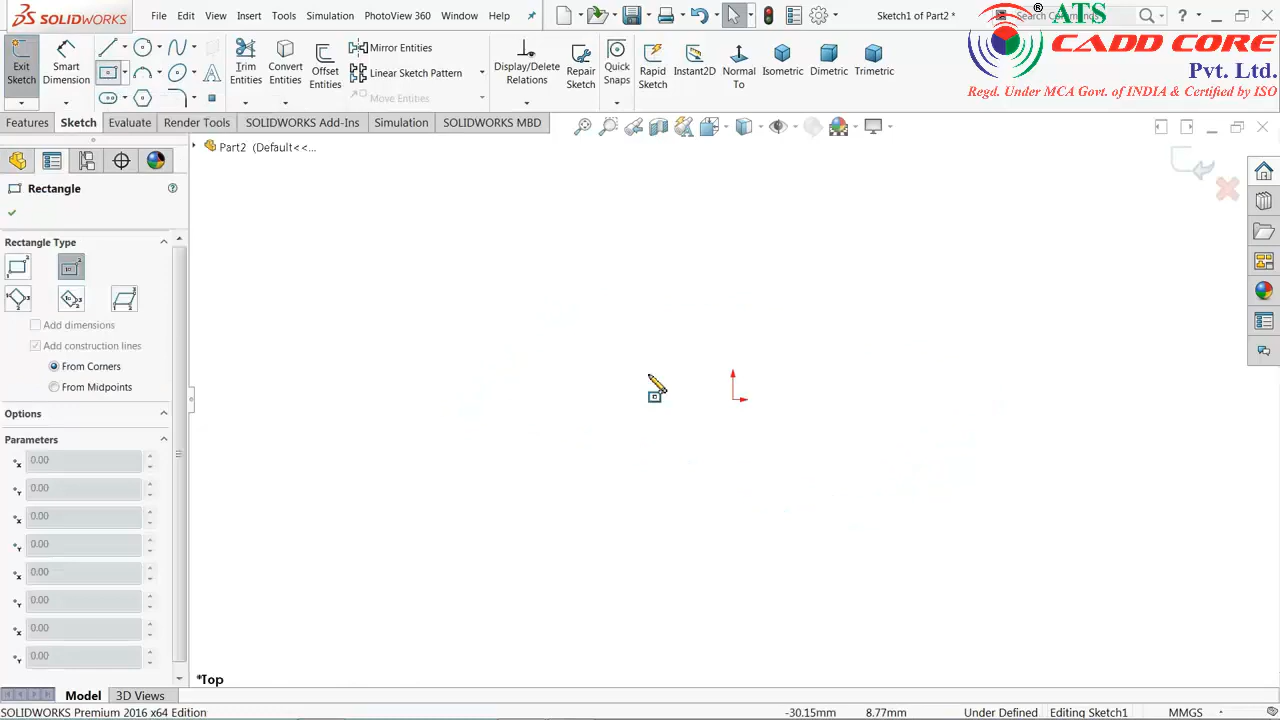 SOLIDWORKS File Edit View Insert Tools Simulation PhotoView 360 Window Help Sketch1 of Part2 * Search Commands
ATS
CADD CORE
Pvt. Ltd.
Regd. Under MCA Govt. of INDIA & Certified by ISO
Exit Sketch
Smart Dimension
Trim Entities
Convert Entities
Offset Entities
Mirror Entities
Linear Sketch Pattern
Move Entities
Display/Delete Relations
Repair Sketch
Quick Snaps
Rapid Sketch
Instant2D
Normal To
Isometric
Dimetric
Trimetric
Features Sketch Evaluate Render Tools SOLIDWORKS Add-Ins Simulation SOLIDWORKS MBD
Part2 (Default<<...
Rectangle
Rectangle Type
Add dimensions
Add construction lines
From Corners
From Midpoints
Options
Parameters
0.00
0.00
0.00
0.00
0.00
0.00
0.00
0.00
*Top
Model 3D Views
SOLIDWORKS Premium 2016 x64 Edition -30.15mm 8.77mm Under Defined Editing Sketch1 MMGS